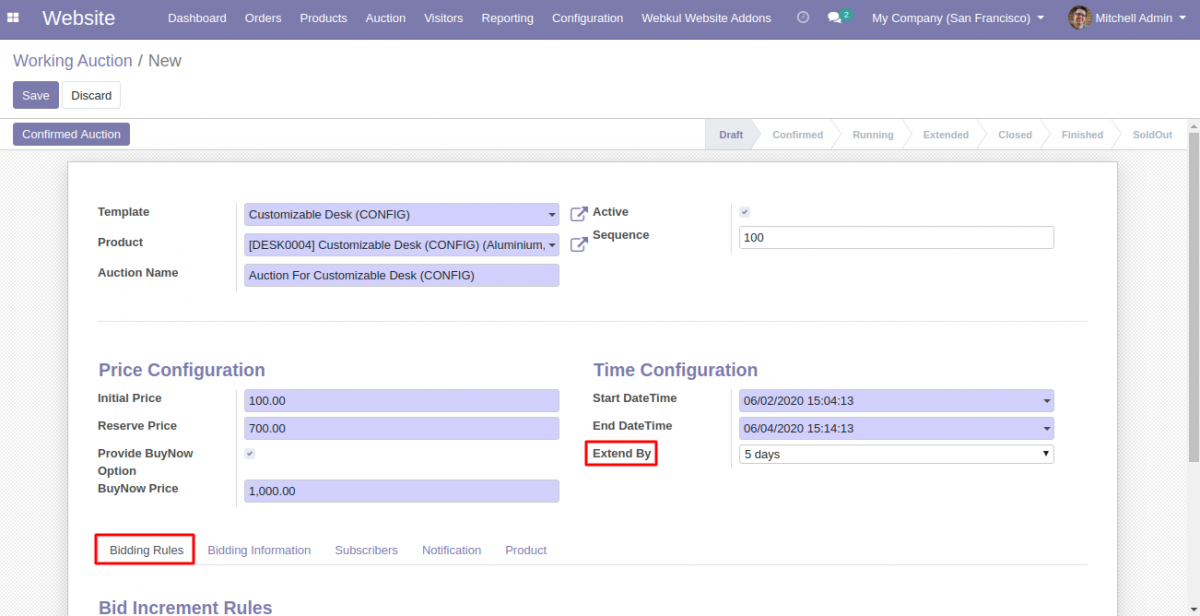 Website Dashboard Orders Products Auction Visitors Reporting Configuration Webkul Website Addons 2 My Company (San Francisco) Mitchell Admin
Working Auction / New
Save Discard
Confirmed Auction Draft Confirmed Running Extended Closed Finished SoldOut
Template Customizable Desk (CONFIG) Active
Product [DESK0004] Customizable Desk (CONFIG) (Aluminium, Sequence 100
Auction Name Auction For Customizable Desk (CONFIG)
Price Configuration Time Configuration
Initial Price 100.00 Start DateTime 06/02/2020 15:04:13
Reserve Price 700.00 End DateTime 06/04/2020 15:14:13
Provide BuyNow Extend By 5 days
Option
BuyNow Price 1,000.00
Bidding Rules Bidding Information Subscribers Notification Product
Bid Increment Rules